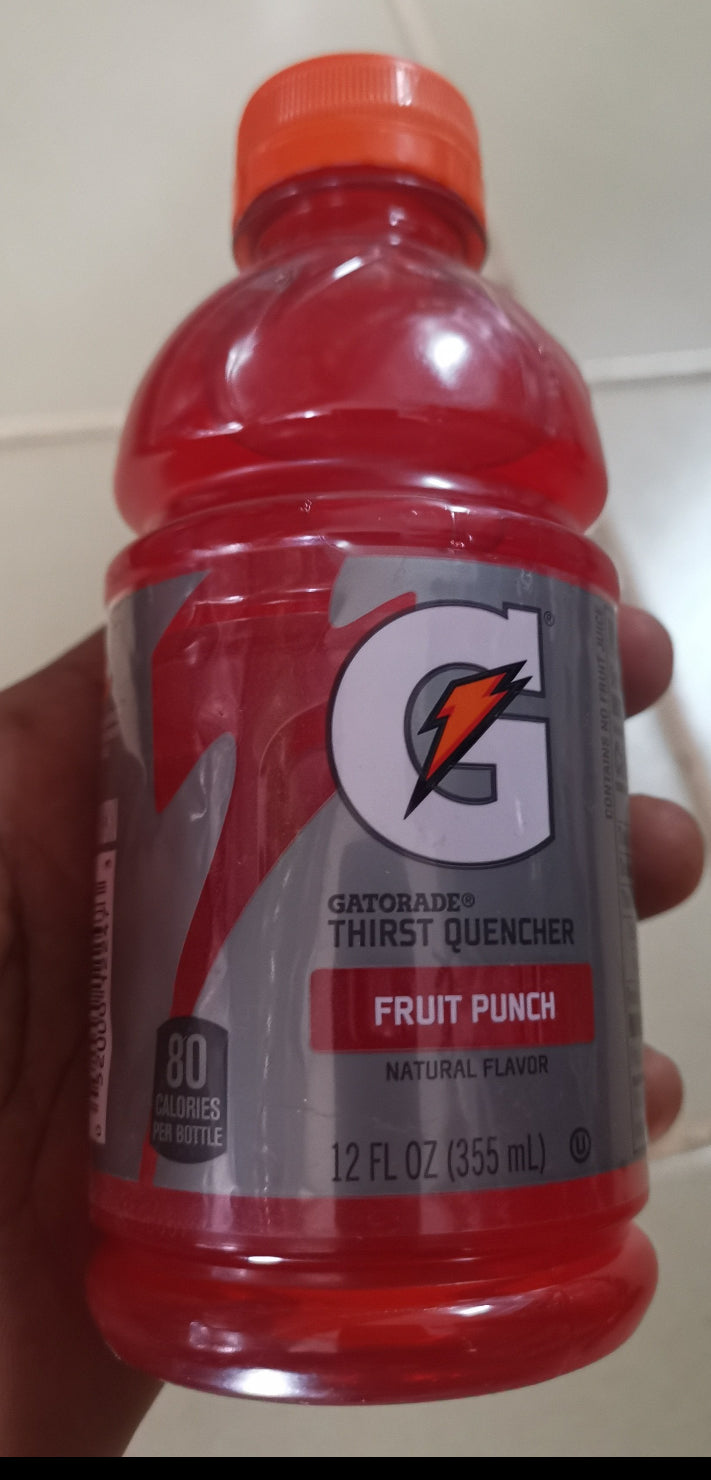 G®
GATORADE®
THIRST QUENCHER
FRUIT PUNCH
NATURAL FLAVOR
12 FL OZ (355 mL) U
80
CALORIES
PER BOTTLE
CONTAINS NO FRUIT JUICE